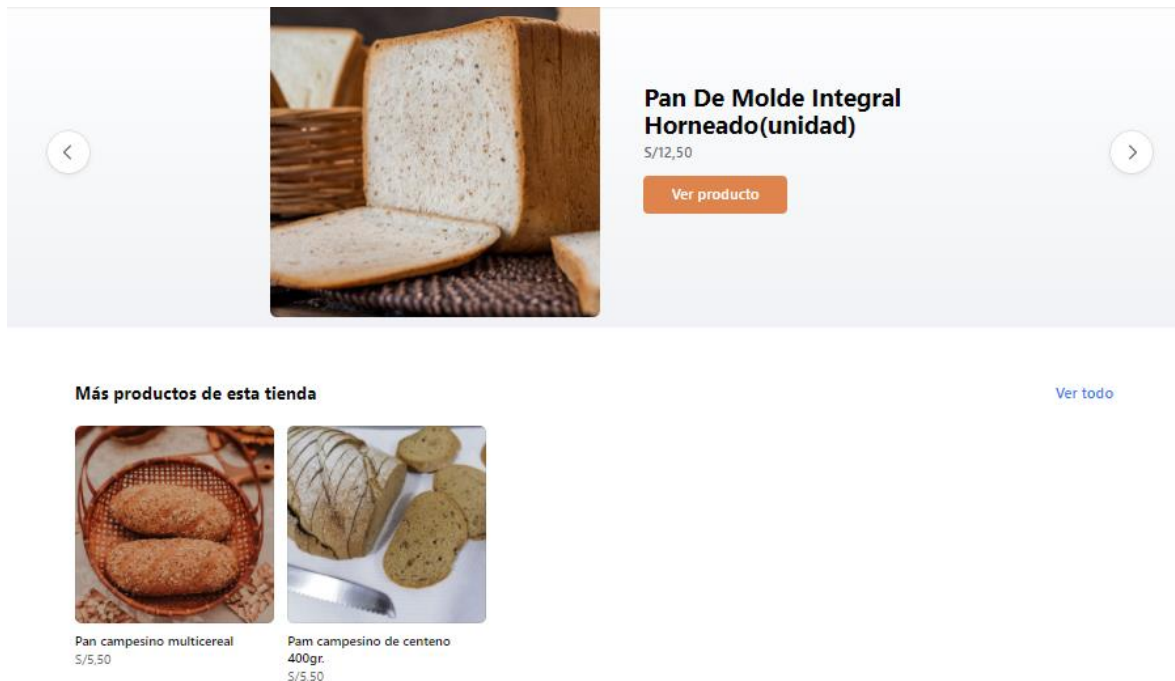 Pan De Molde Integral
Horneado(unidad)
S/12,50
Ver producto
Más productos de esta tienda
Ver todo
Pan campesino multicereal
S/5,50
Pam campesino de centeno
400gr.
S/5,50